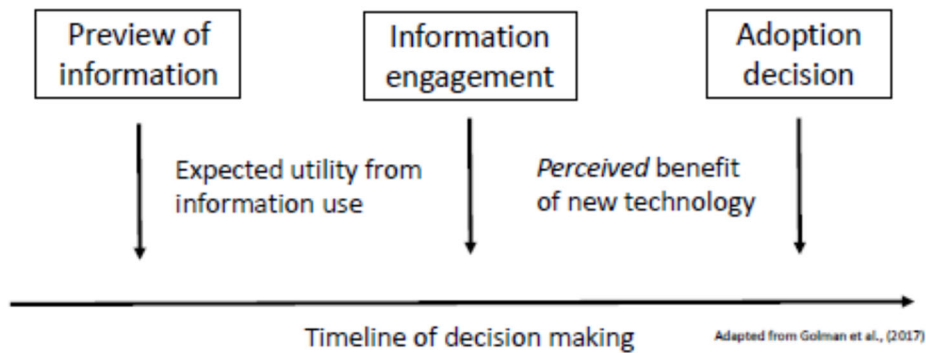 Preview of
information
Information
engagement
Adoption
decision
Expected utility from
information use
Perceived benefit
of new technology
Timeline of decision making
Adapted from Golman et al., (2017)